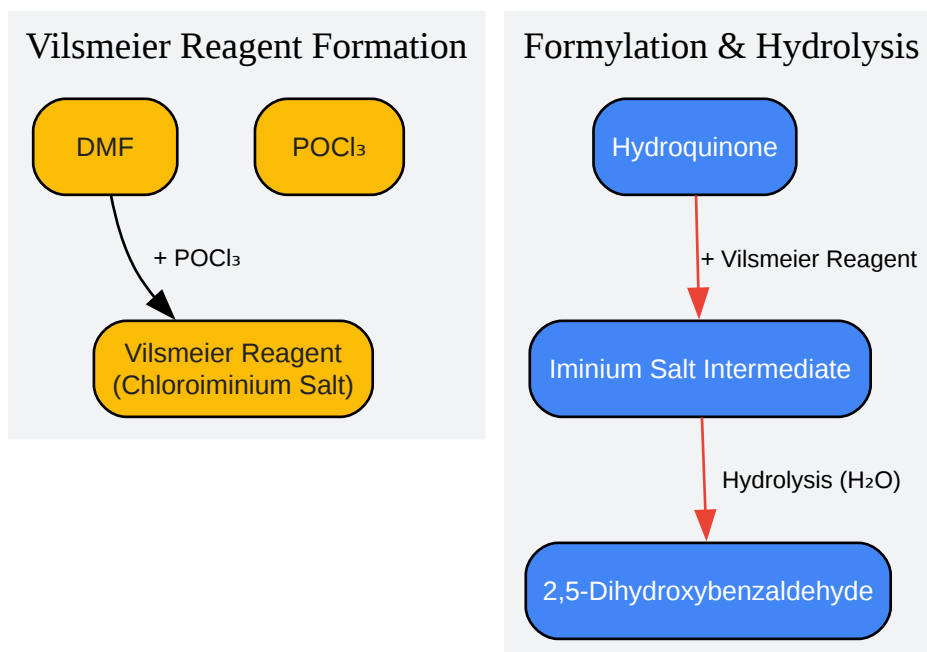 Vilsmeier Reagent Formation
DMF
POCl₃
+ POCl₃
Vilsmeier Reagent
(Chloroiminium Salt)
Formylation & Hydrolysis
Hydroquinone
+ Vilsmeier Reagent
Iminium Salt Intermediate
Hydrolysis (H₂O)
2,5-Dihydroxybenzaldehyde